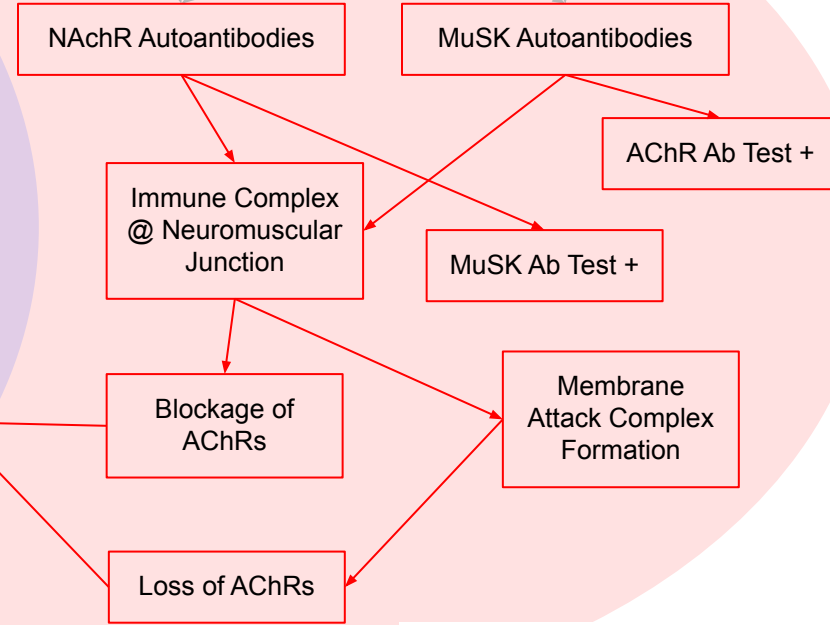 NAchR Autoantibodies
MuSK Autoantibodies
AChR Ab Test +
Immune Complex
@ Neuromuscular
Junction
MuSK Ab Test +
Blockage of
AChRs
Membrane
Attack Complex
Formation
Loss of AChRs